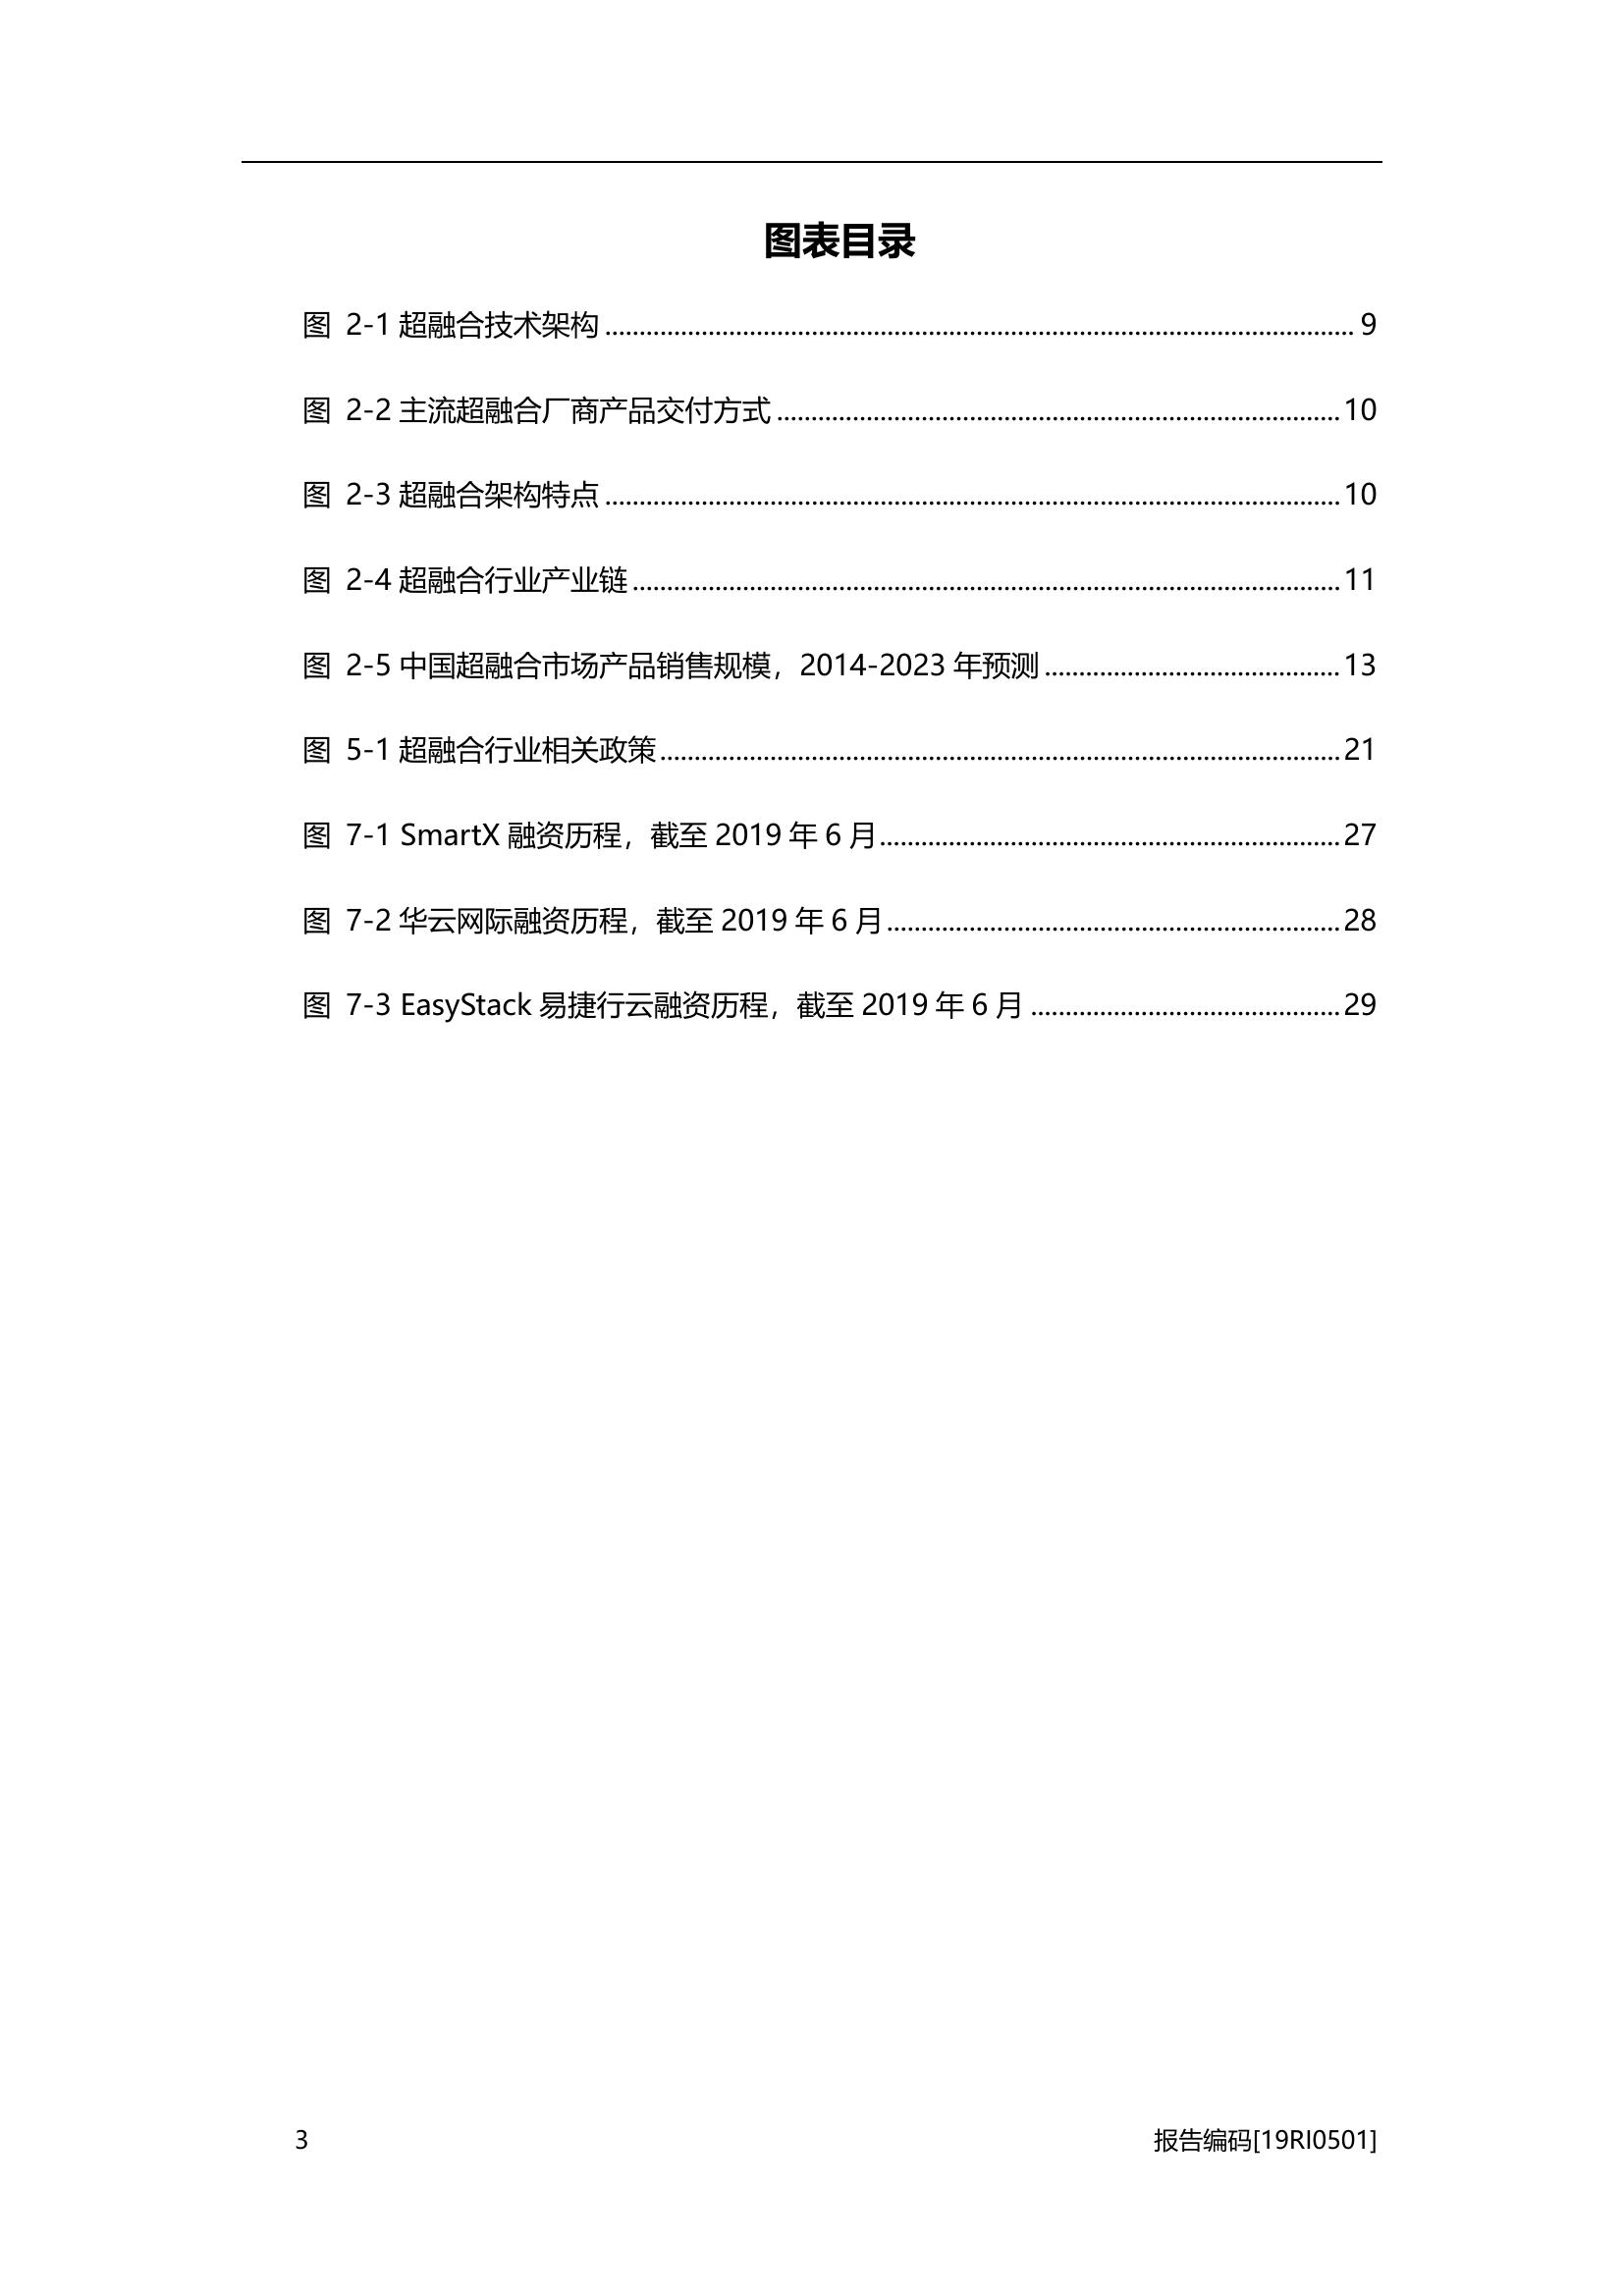 图表目录
图 2-1 超融合技术架构 ........................................ 9
图 2-2 主流超融合厂商产品交付方式 ........................................ 10
图 2-3 超融合架构特点 ........................................ 10
图 2-4 超融合行业产业链 ........................................ 11
图 2-5 中国超融合市场产品销售规模，2014-2023 年预测 ........................................ 13
图 5-1 超融合行业相关政策 ........................................ 21
图 7-1 SmartX 融资历程，截至 2019 年 6 月 ........................................ 27
图 7-2 华云网际融资历程，截至 2019 年 6 月 ........................................ 28
图 7-3 EasyStack 易捷行云融资历程，截至 2019 年 6 月 ........................................ 29
3 报告编码[19RI0501]